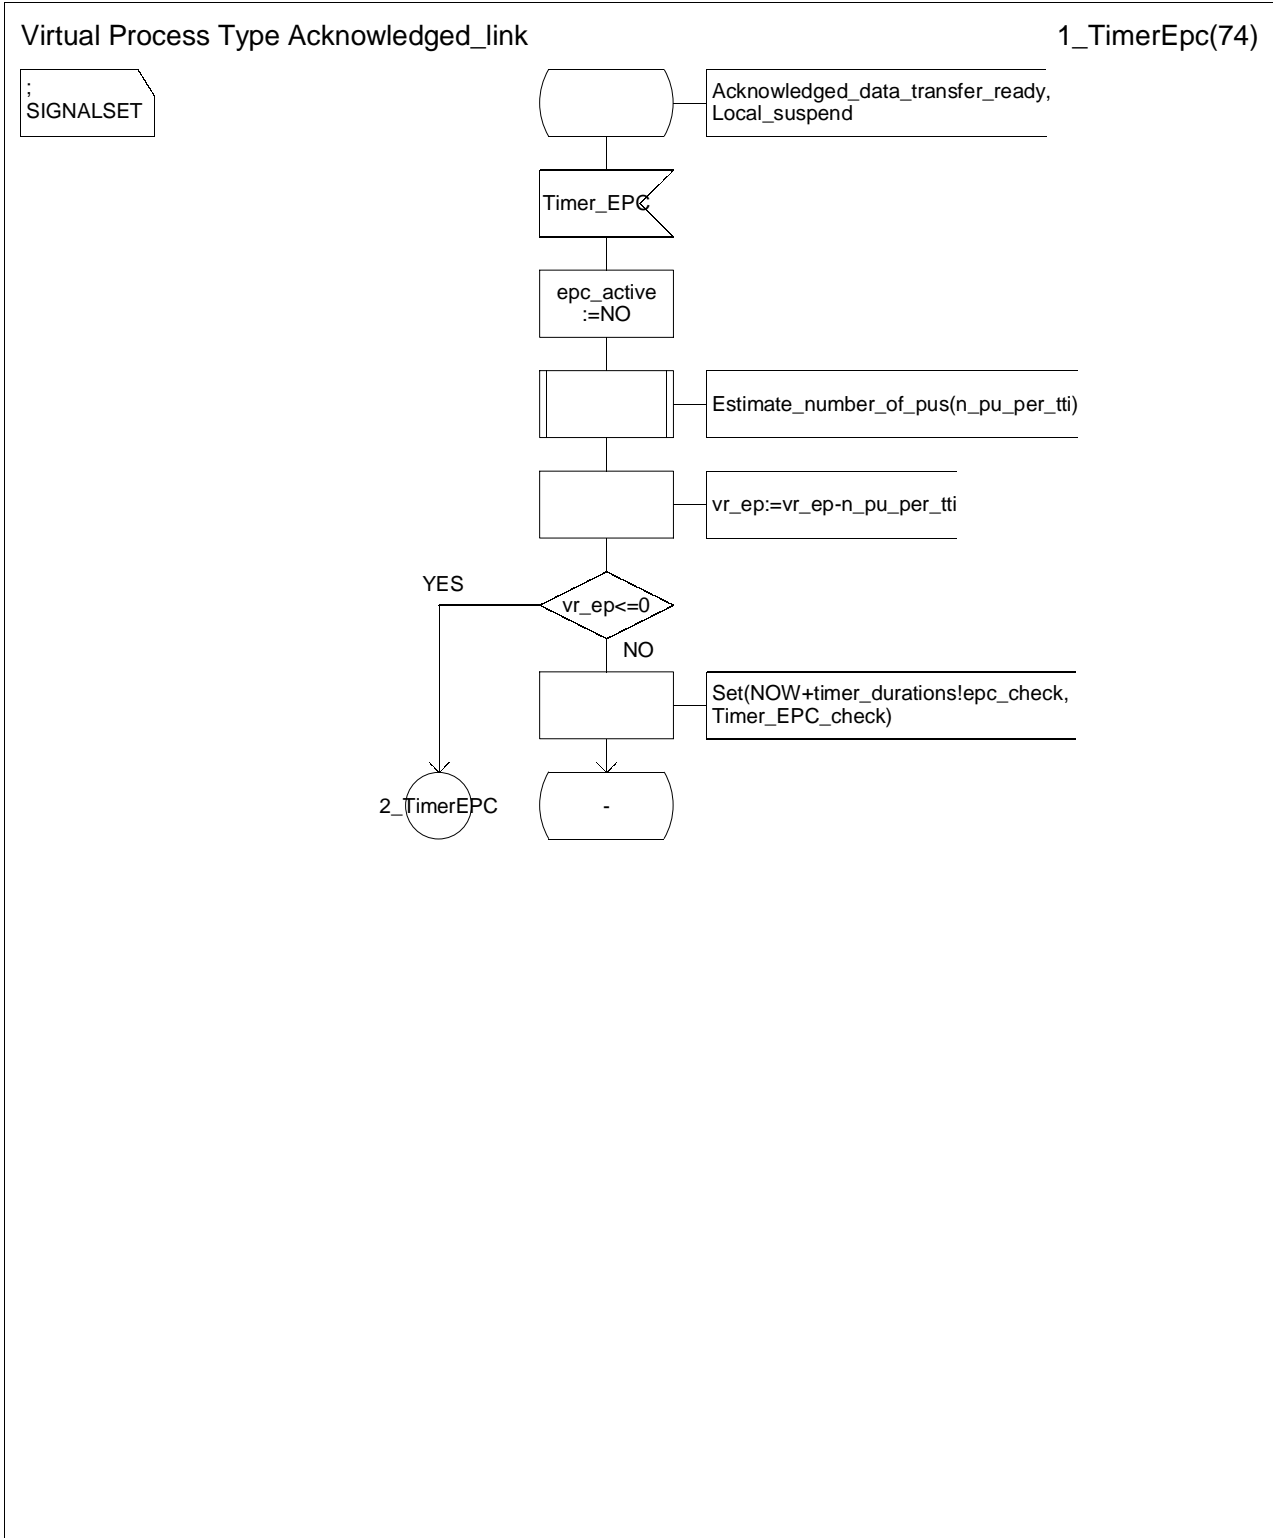 Virtual Process Type Acknowledged_link
1_TimerEpc(74)
;
SIGNALSET
Acknowledged_data_transfer_ready,
Local_suspend
Timer_EPC
epc_active
:=NO
Estimate_number_of_pus(n_pu_per_tti)
vr_ep:=vr_ep-n_pu_per_tti
YES
vr_ep<=0
NO
Set(NOW+timer_durations!epc_check,
Timer_EPC_check)
2_TimerEPC
-